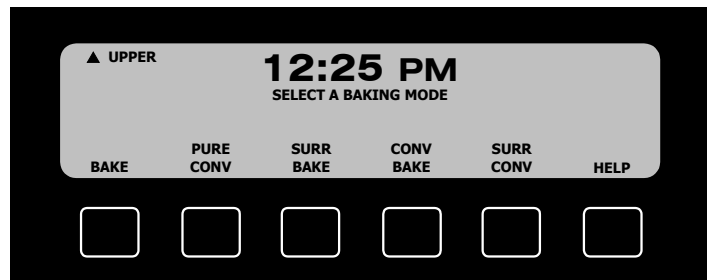 ▲ UPPER
12:25 PM
SELECT A BAKING MODE
PURE SURR CONV SURR
BAKE CONV BAKE BAKE CONV HELP